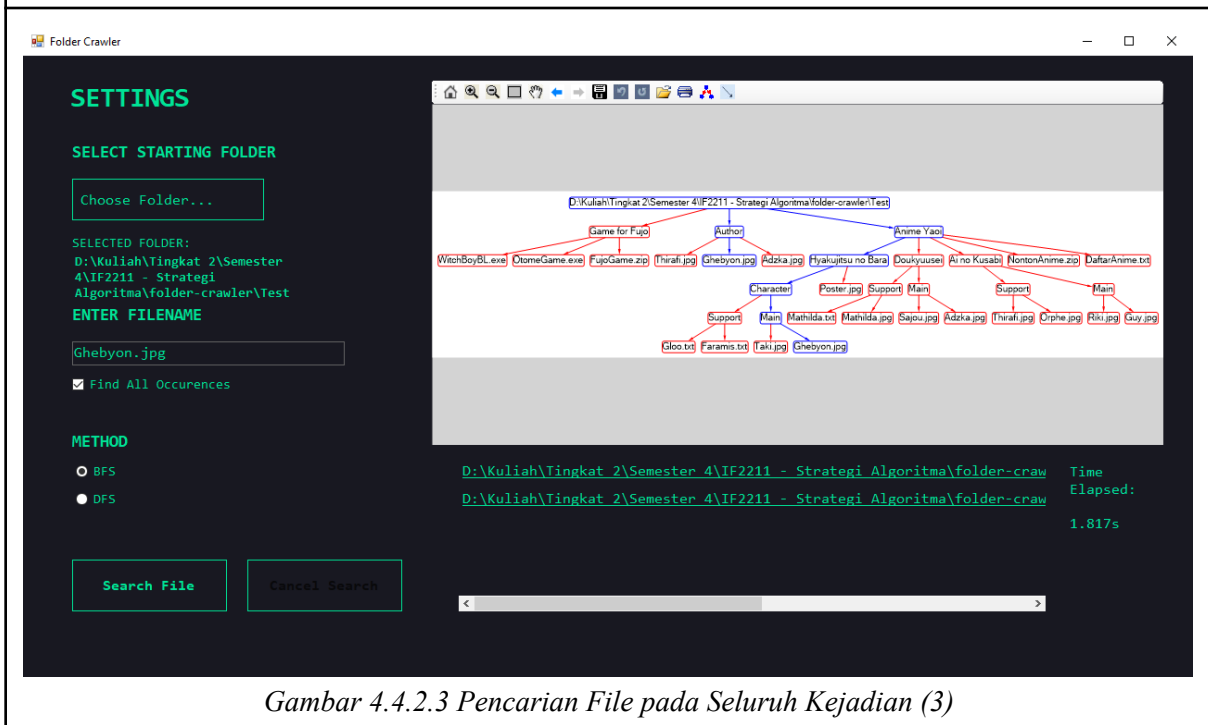 Folder Crawler
SETTINGS
SELECT STARTING FOLDER
Choose Folder...
SELECTED FOLDER:
D:\Kuliah\Tingkat 2\Semester
4\IF2211 - Strategi
Algoritma\folder-crawler\Test
ENTER FILENAME
Ghebyon.jpg
Find All Occurences
METHOD
BFS
DFS
Search File
Cancel Search
D:\Kuliah\Tingkat 2\Semester 4\IF2211 - Strategi Algoritma\folder-crawler\Test
Game for Fujo
Author
Anime Yaoi
WitchBoyBL.exe
OtomeGame.exe
FujoGame.zip
Thirafi.jpg
Ghebyon.jpg
Adzka.jpg
Hyakujitsu no Bara
Doukyuusei
Ai no Kusabi
NontonAnime.zip
DaftarAnime.txt
Character
Poster.jpg
Support
Main
Support
Main
Support
Main
Mathilda.txt
Mathilda.jpg
Sajou.jpg
Adzka.jpg
Thirafi.jpg
Orphe.jpg
Riki.jpg
Guy.jpg
Gloo.txt
Faramis.txt
Taki.jpg
Ghebyon.jpg
D:\Kuliah\Tingkat 2\Semester 4\IF2211 - Strategi Algoritma\folder-craw
D:\Kuliah\Tingkat 2\Semester 4\IF2211 - Strategi Algoritma\folder-craw
Time
Elapsed:
1.817s
Gambar 4.4.2.3 Pencarian File pada Seluruh Kejadian (3)